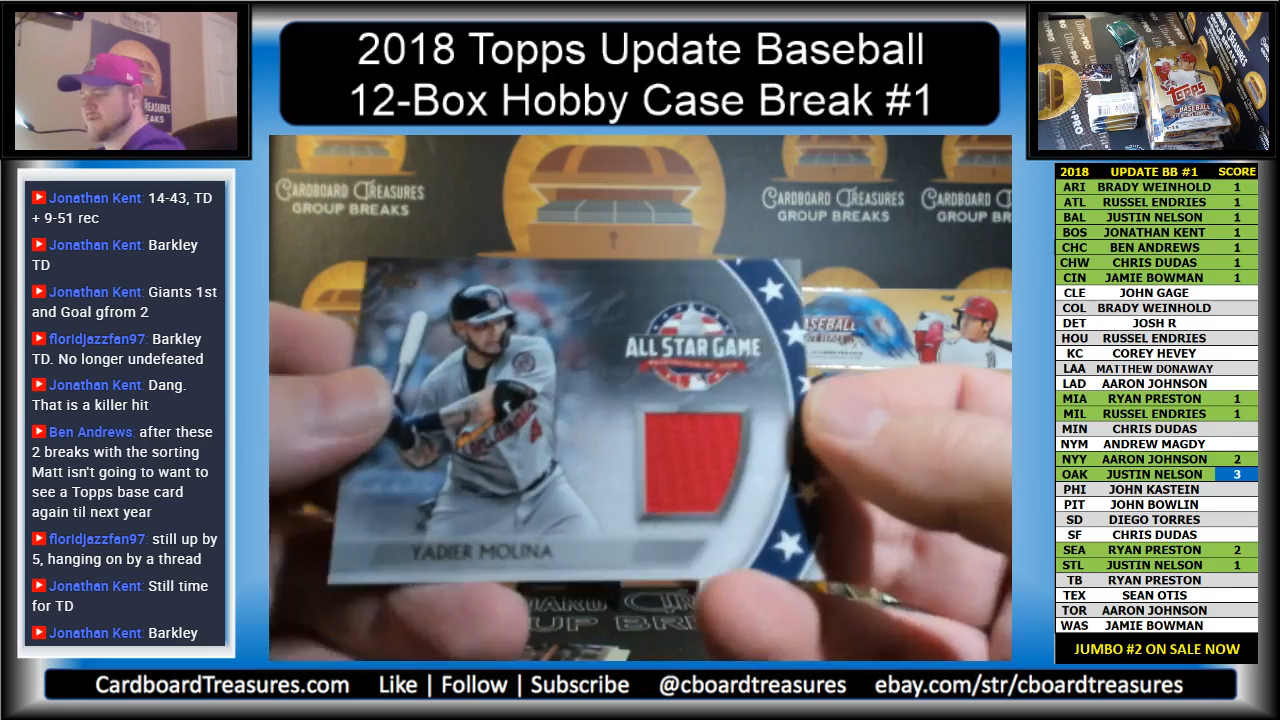 2018 Topps Update Baseball
12-Box Hobby Case Break #1
Jonathan Kent: 14-43, TD
+ 9-51 rec
Jonathan Kent: Barkley
TD
Jonathan Kent: Giants 1st
and Goal gfrom 2
floridjazzfan97: Barkley
TD. No longer undefeated
Jonathan Kent: Dang.
That is a killer hit
Ben Andrews: after these
2 breaks with the sorting
Matt isn't going to want to
see a Topps base card
again til next year
floridjazzfan97: still up by
5, hanging on by a thread
Jonathan Kent: Still time
for TD
Jonathan Kent: Barkley
CARDBOARD TREASURES
GROUP BREAKS
CARDBOARD TREASURES
GROUP BREAKS
ALL STAR GAME
YADIER MOLINA
BASEBALL
TOPPS
BASEBALL
2018 UPDATE BB #1 SCORE
ARI BRADY WEINHOLD 1
ATL RUSSEL ENDRIES 1
BAL JUSTIN NELSON 1
BOS JONATHAN KENT 1
CHC BEN ANDREWS 1
CHW CHRIS DUDAS 1
CIN JAMIE BOWMAN 1
CLE JOHN GAGE
COL BRADY WEINHOLD
DET JOSH R
HOU RUSSEL ENDRIES
KC COREY HEVEY
LAA MATTHEW DONAWAY
LAD AARON JOHNSON
MIA RYAN PRESTON 1
MIL RUSSEL ENDRIES 1
MIN CHRIS DUDAS
NYM ANDREW MAGDY
NYY AARON JOHNSON 2
OAK JUSTIN NELSON 3
PHI JOHN KASTEIN
PIT JOHN BOWLIN
SD DIEGO TORRES
SF CHRIS DUDAS
SEA RYAN PRESTON 2
STL JUSTIN NELSON 1
TB RYAN PRESTON
TEX SEAN OTIS
TOR AARON JOHNSON
WAS JAMIE BOWMAN
JUMBO #2 ON SALE NOW
CardboardTreasures.com Like | Follow | Subscribe @cboardtreasures ebay.com/str/cboardtreasures